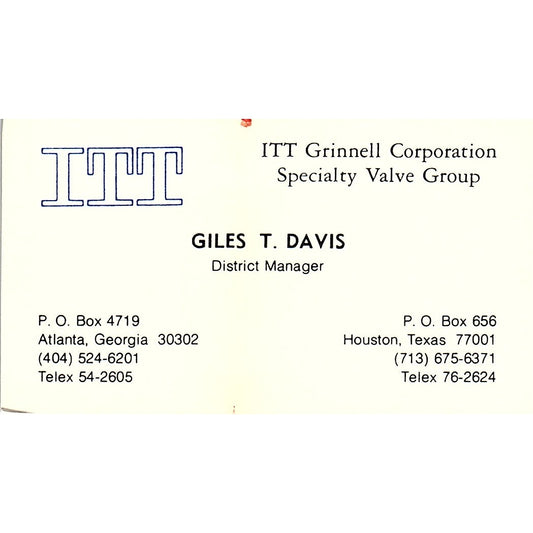 ITT
ITT Grinnell Corporation
Specialty Valve Group
GILES T. DAVIS
District Manager
P. O. Box 4719
Atlanta, Georgia 30302
(404) 524-6201
Telex 54-2605
P. O. Box 656
Houston, Texas 77001
(713) 675-6371
Telex 76-2624